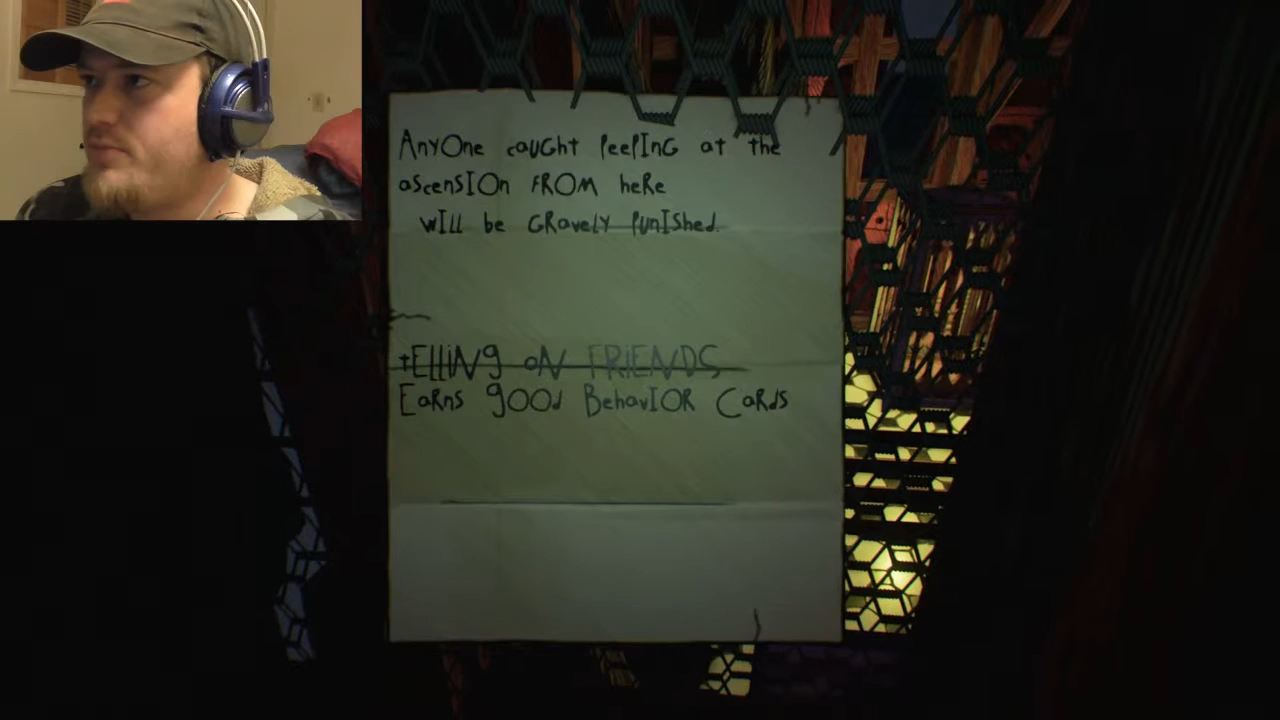 AnyOne caught PeePInG at the
ascensIOn FROM heRe
wIll be GRavelY PunIShed.
tEllING oN FRIENDS
EaRns gOOd BehavIOR CaRds